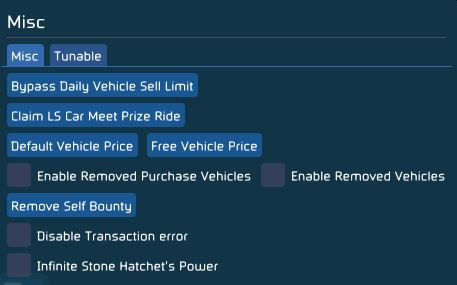 Misc
Misc Tunable
Bypass Daily Vehicle Sell Limit
Claim LS Car Meet Prize Ride
Default Vehicle Price Free Vehicle Price
Enable Removed Purchase Vehicles Enable Removed Vehicles
Remove Self Bounty
Disable Transaction error
Infinite Stone Hatchet's Power